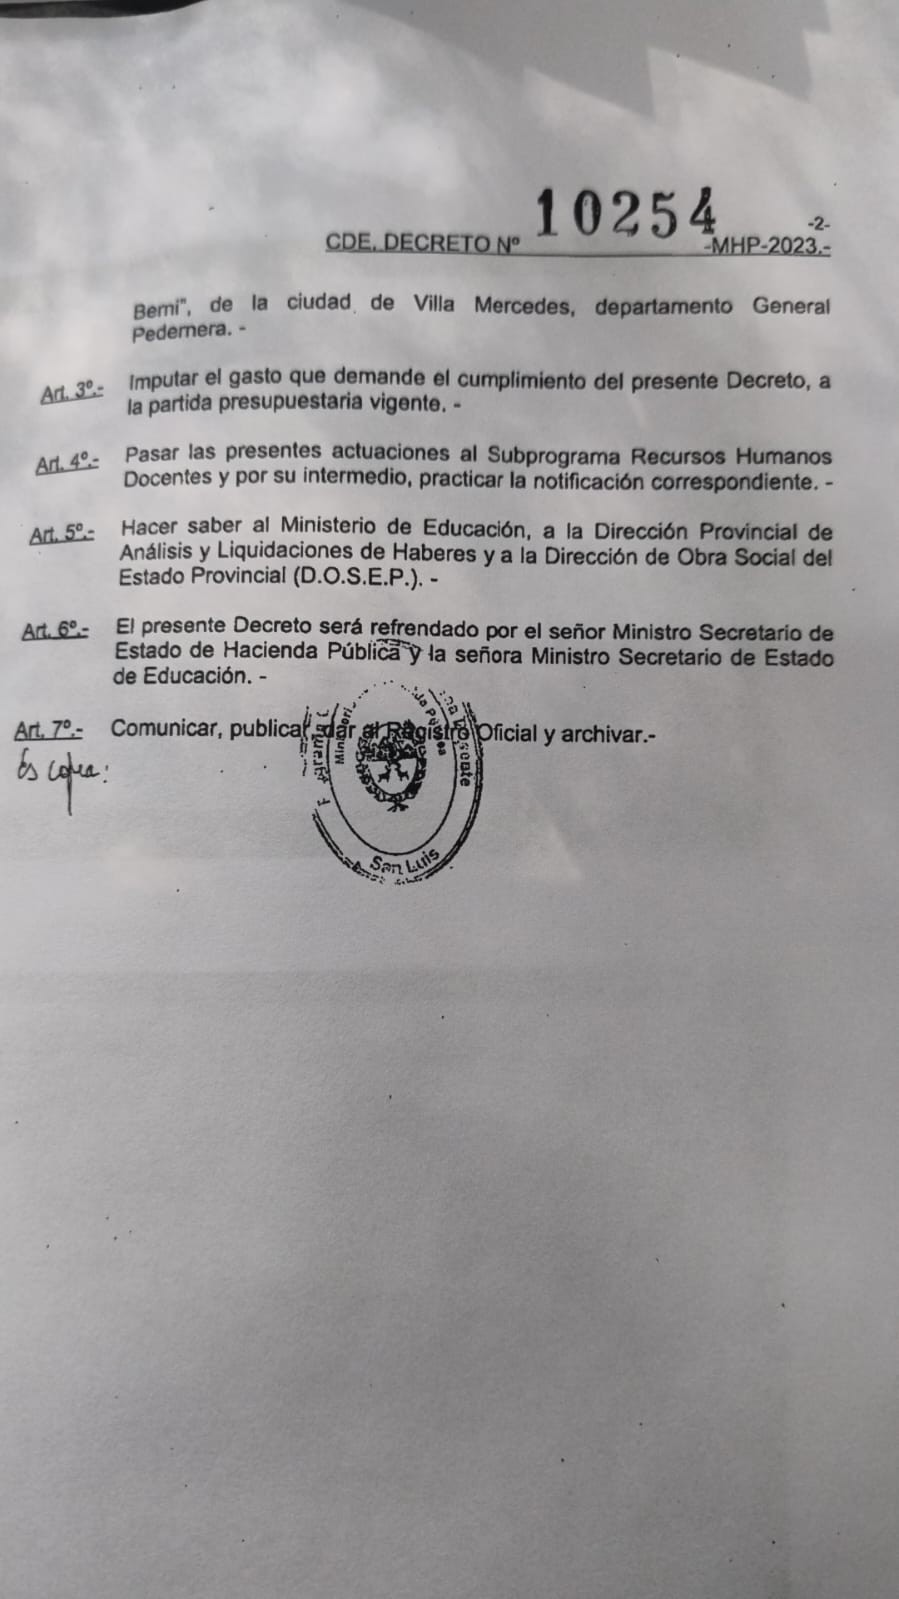 10254
-2-
CDE. DECRETO Nº -MHP-2023.-
Berni", de la ciudad de Villa Mercedes, departamento General
Pedernera. -
Art. 3º.- Imputar el gasto que demande el cumplimiento del presente Decreto, a
la partida presupuestaria vigente. -
Art. 4º.- Pasar las presentes actuaciones al Subprograma Recursos Humanos
Docentes y por su intermedio, practicar la notificación correspondiente. -
Art. 5º.- Hacer saber al Ministerio de Educación, a la Dirección Provincial de
Análisis y Liquidaciones de Haberes y a la Dirección de Obra Social del
Estado Provincial (D.O.S.E.P.). -
Art. 6º.- El presente Decreto será refrendado por el señor Ministro Secretario de
Estado de Hacienda Pública y la señora Ministro Secretario de Estado
de Educación. -
Art. 7º.- Comunicar, publicar, dar al Registro Oficial y archivar.-
Es copia:
San Luis